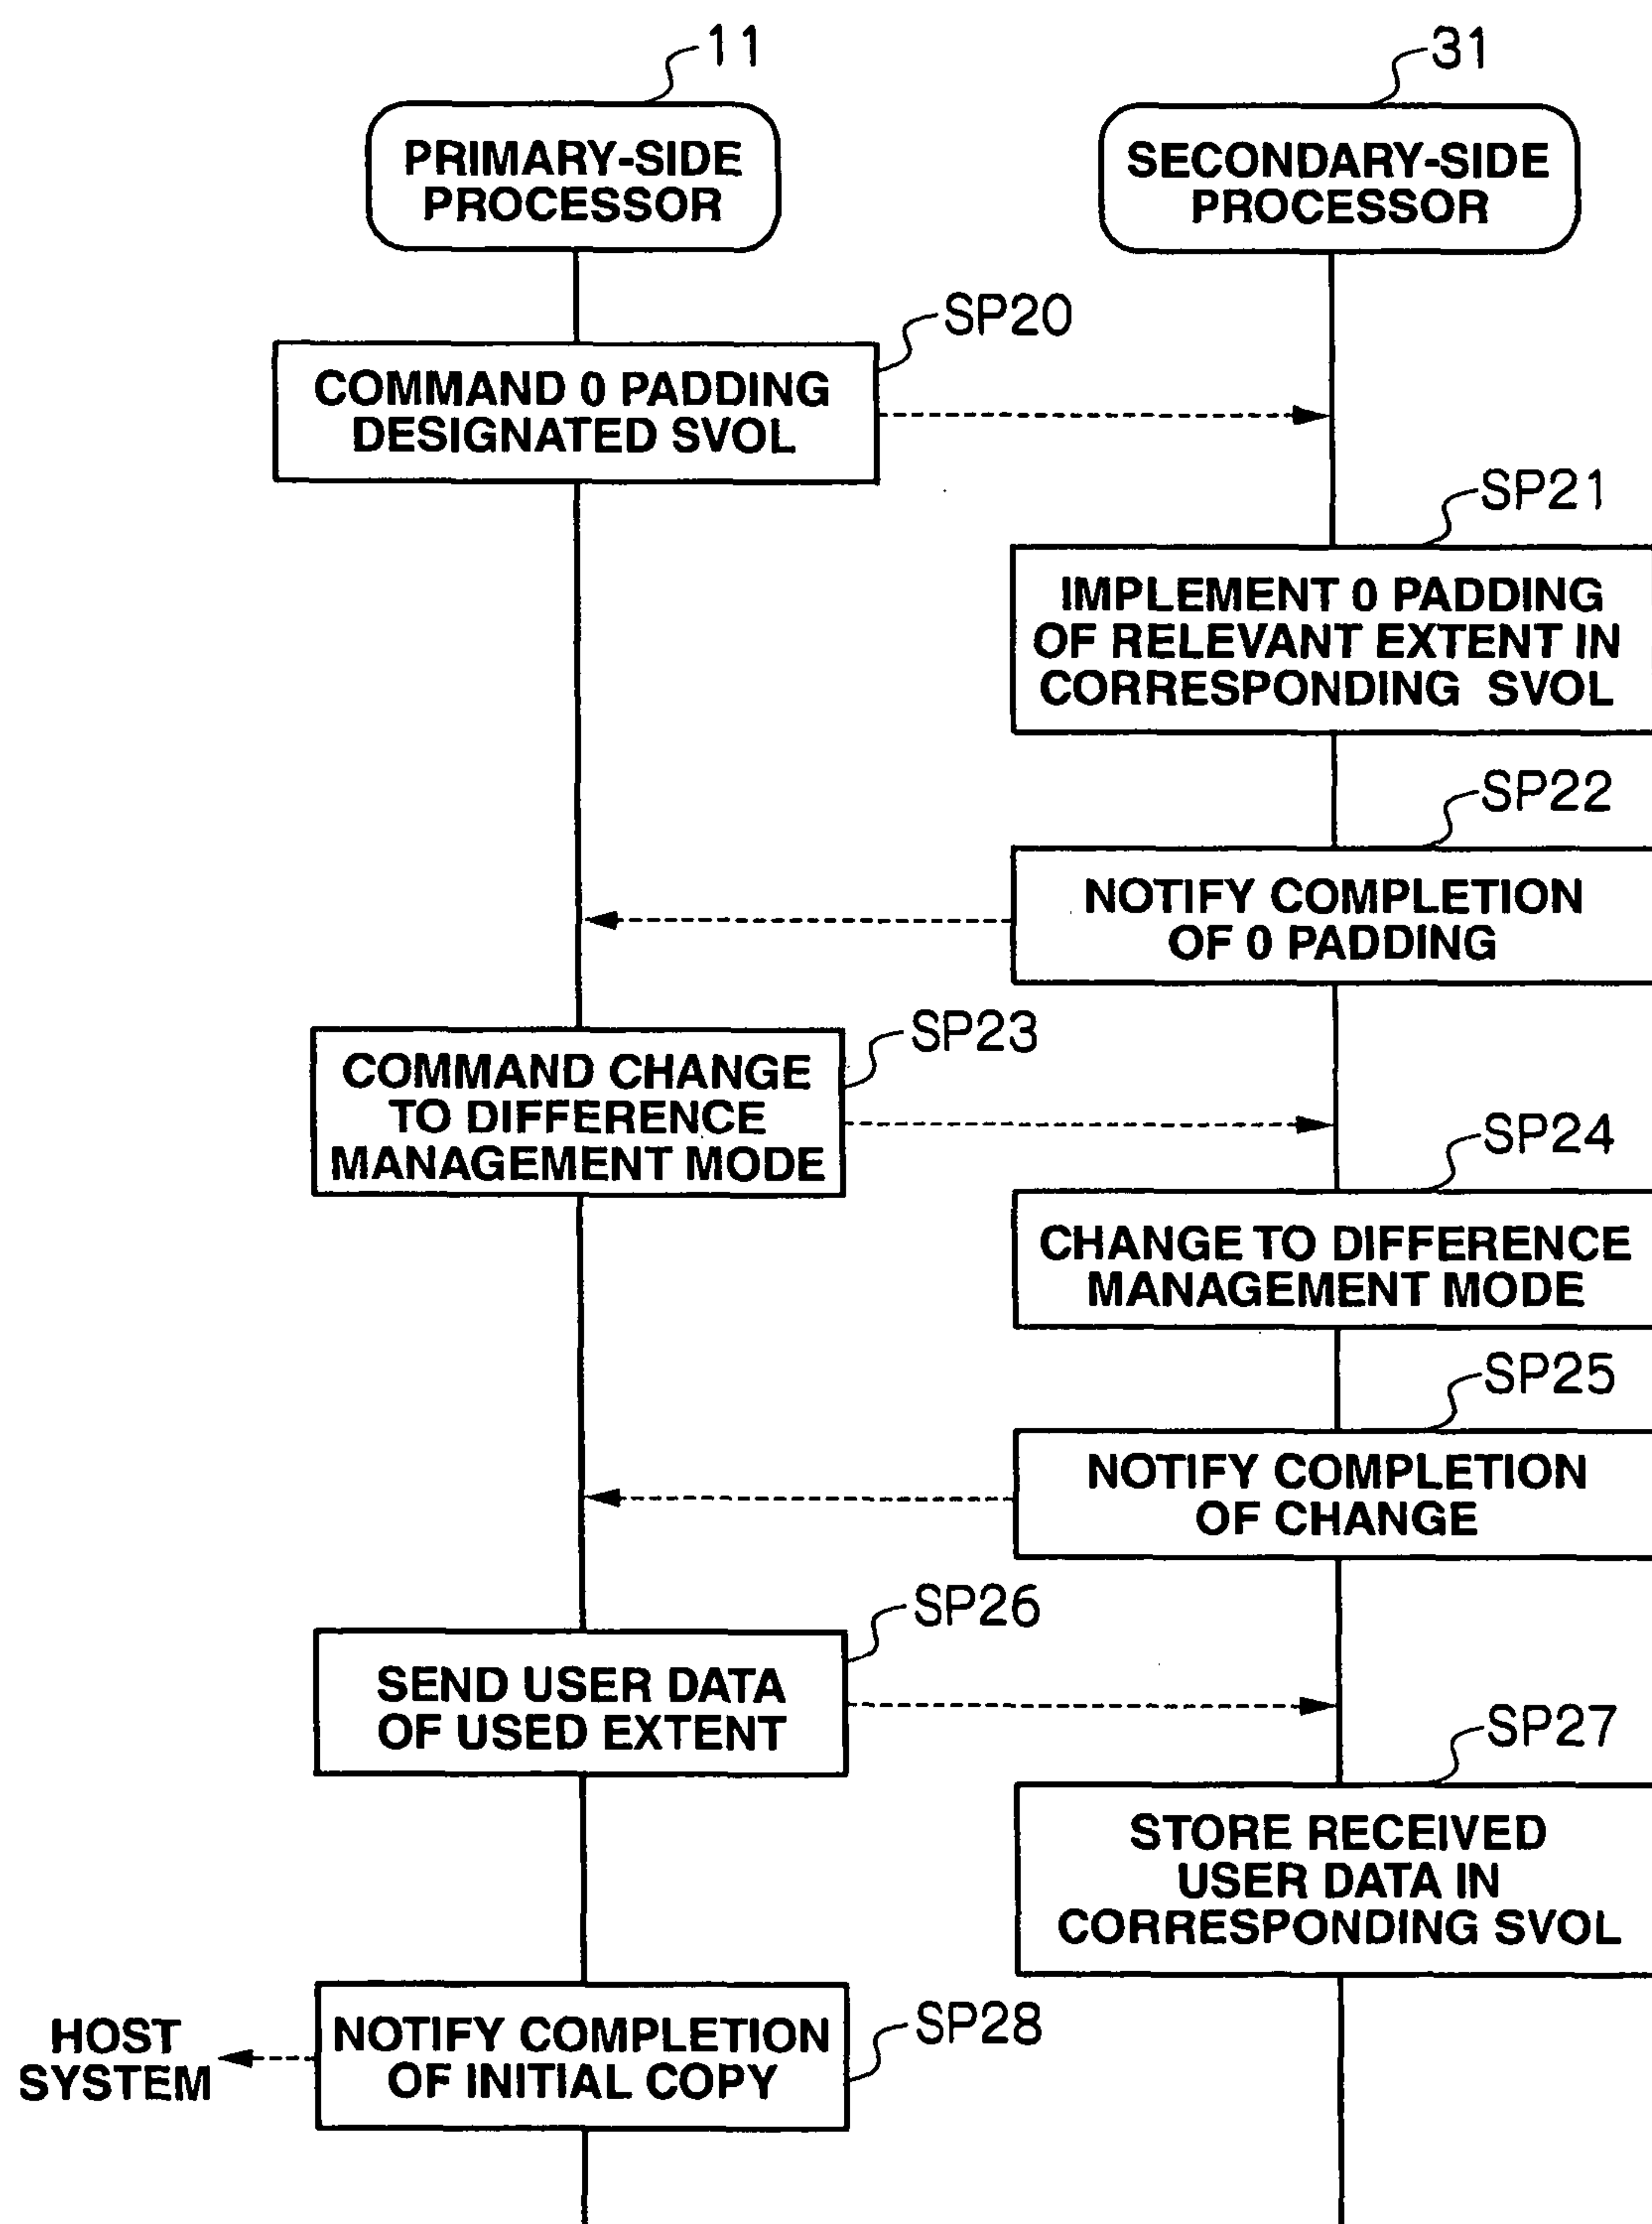 11
31
PRIMARY-SIDE
PROCESSOR
SECONDARY-SIDE
PROCESSOR
SP20
COMMAND 0 PADDING
DESIGNATED SVOL
SP21
IMPLEMENT 0 PADDING
OF RELEVANT EXTENT IN
CORRESPONDING SVOL
SP22
NOTIFY COMPLETION
OF 0 PADDING
SP23
COMMAND CHANGE
TO DIFFERENCE
MANAGEMENT MODE
SP24
CHANGE TO DIFFERENCE
MANAGEMENT MODE
SP25
NOTIFY COMPLETION
OF CHANGE
SP26
SEND USER DATA
OF USED EXTENT
SP27
STORE RECEIVED
USER DATA IN
CORRESPONDING SVOL
SP28
NOTIFY COMPLETION
OF INITIAL COPY
HOST
SYSTEM